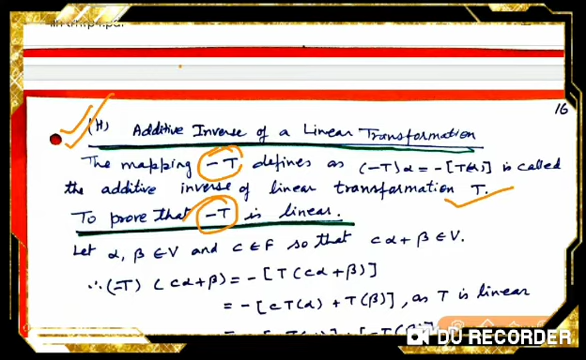 16
(H) Additive Inverse of a Linear Transformation
The mapping -T defines as (-T)α = -[T(α)] is called
the additive inverse of linear transformation T.
To prove that -T is linear.
Let α, β ∈ V and c ∈ F so that cα + β ∈ V.
∴ (-T) (cα+β) = -[T(cα+β)]
= -[cT(α) + T(β)], as T is linear
DU RECORDER